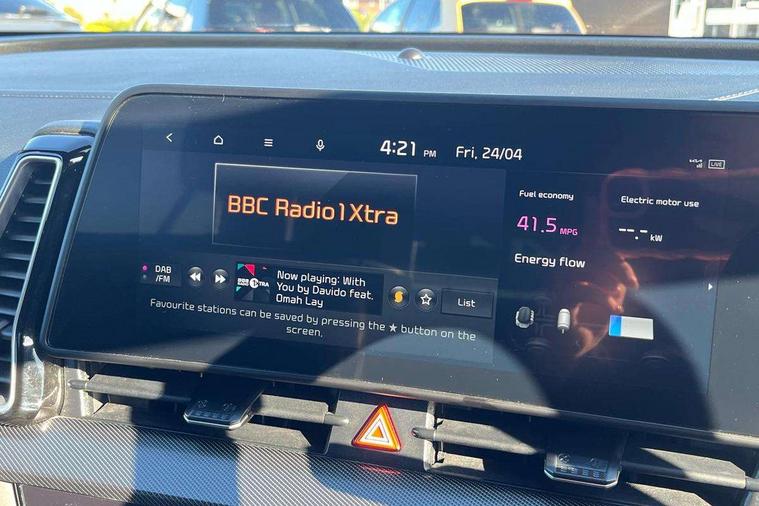 4:21 PM Fri, 24/04
LIVE
BBC Radio1Xtra
Fuel economy
41.5 MPG
Electric motor use
--.- kW
Energy flow
DAB
/FM
Now playing: With
You by Davido feat.
Omah Lay
List
Favourite stations can be saved by pressing the ★ button on the
screen.